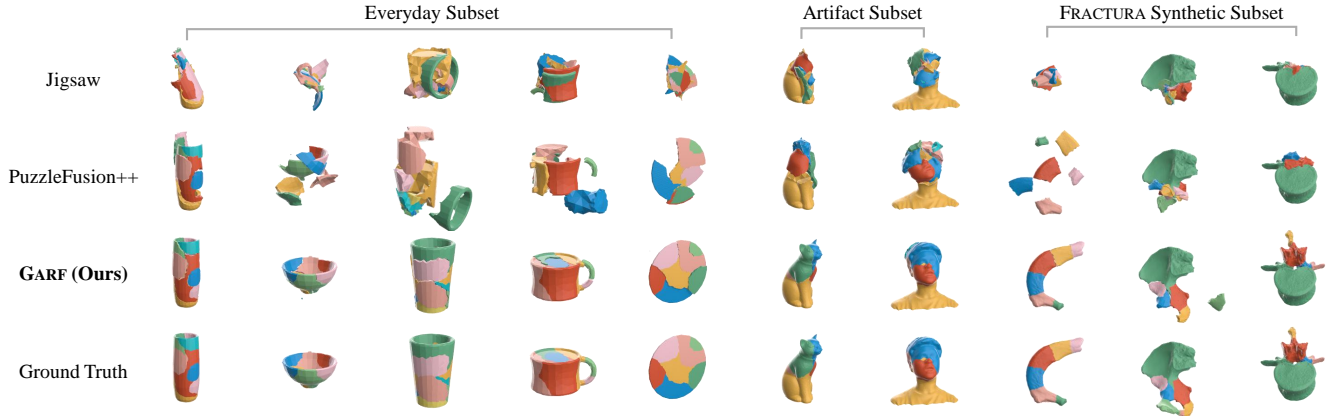 Everyday Subset
Artifact Subset
FRACTURA Synthetic Subset
Jigsaw
PuzzleFusion++
GARF (Ours)
Ground Truth